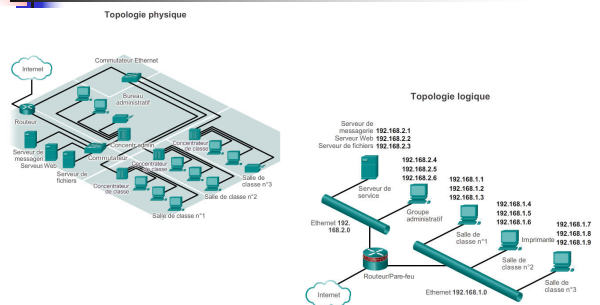 Topologie physique
Internet
Commutateur Ethernet
Bureau
administratif
Routeur
Serveur de
messagerie
Serveur Web
Serveur de
fichiers
Commutateur
Concentr.admin
Concentrateur
de classe
Concentrateur
de classe
Concentrateur
de classe
Salle de
classe n°3
Salle de classe n°2
Salle de classe n°1
Topologie logique
Serveur de
messagerie 192.168.2.1
Serveur Web 192.168.2.2
Serveur de fichiers 192.168.2.3
Serveur de
service
192.168.2.4
192.168.2.5
192.168.2.6
Groupe
administratif
192.168.1.1
192.168.1.2
192.168.1.3
Salle de
classe n°1
192.168.1.4
192.168.1.5
192.168.1.6
Imprimante
Salle de
classe n°2
192.168.1.7
192.168.1.8
192.168.1.9
Salle de
classe n°3
Ethernet 192.
168.2.0
Routeur/Pare-feu
Internet
Ethernet 192.168.1.0